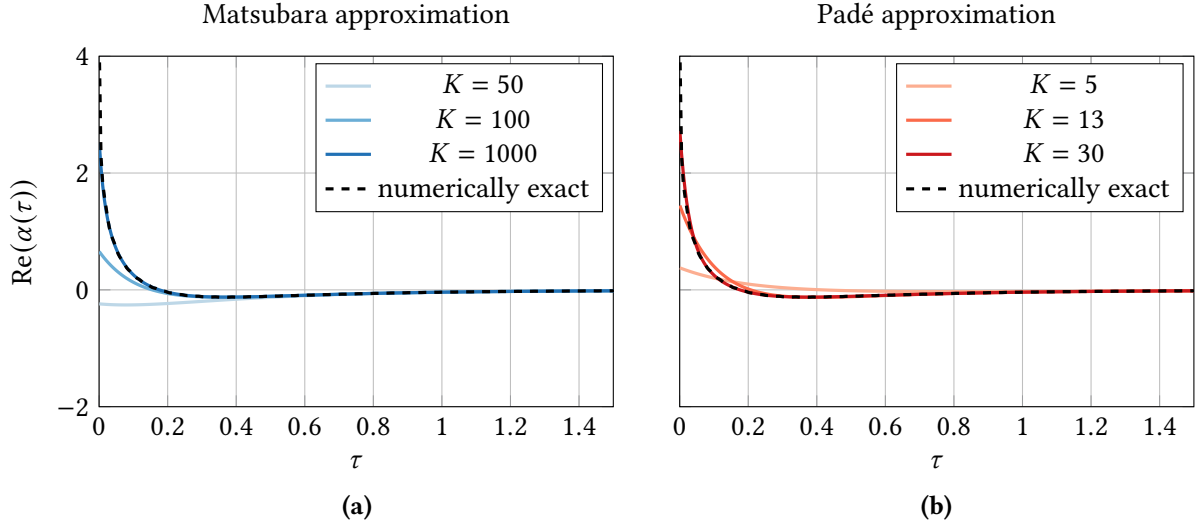 Matsubara approximation
Padé approximation
Re(α(τ))
4
2
0
−2
K = 50
K = 100
K = 1000
numerically exact
0 0.2 0.4 0.6 0.8 1 1.2 1.4
τ
(a)
K = 5
K = 13
K = 30
numerically exact
0 0.2 0.4 0.6 0.8 1 1.2 1.4
τ
(b)